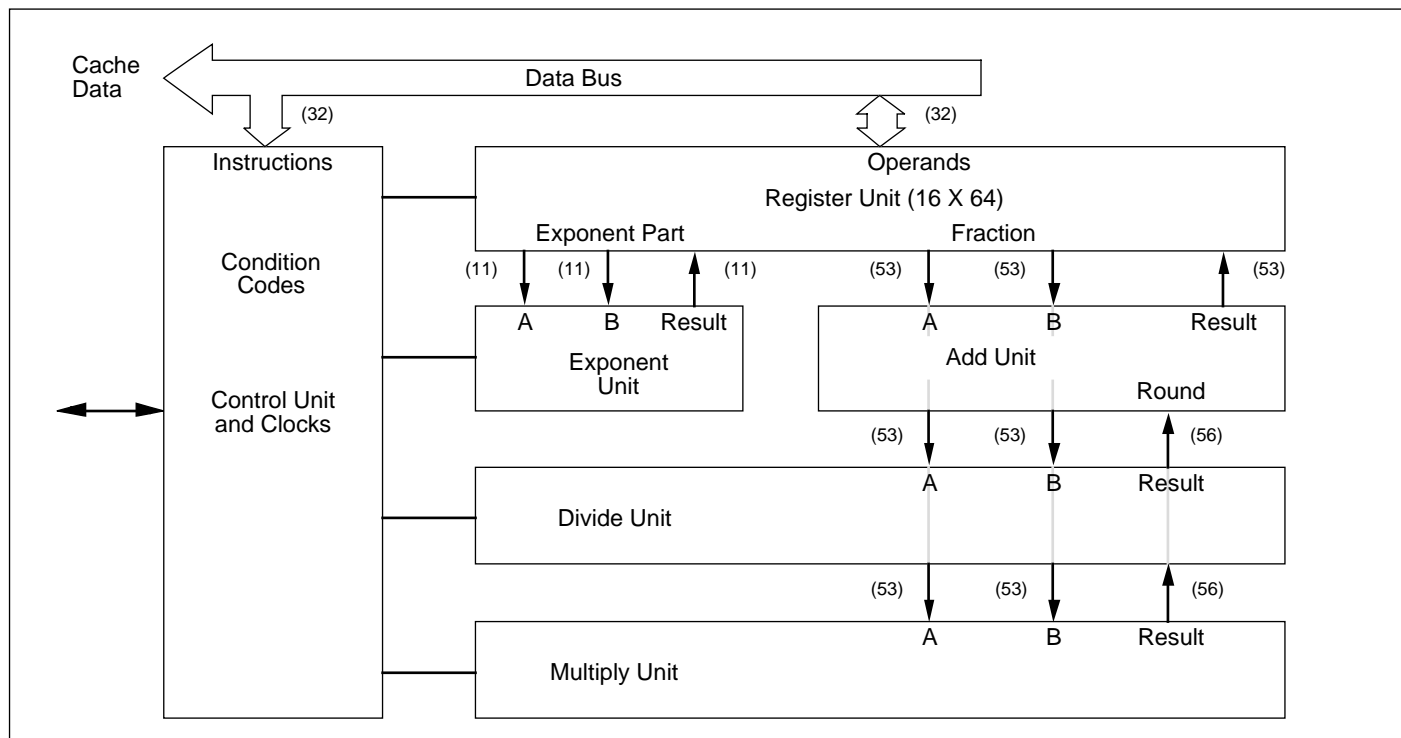 Cache
Data
Data Bus
(32)
(32)
Instructions
Operands
Register Unit (16 X 64)
Exponent Part
Fraction
(11)
(11)
(11)
(53)
(53)
(53)
Condition
Codes
A
B
Result
A
B
Result
Exponent
Unit
Add Unit
Round
Control Unit
and Clocks
(53)
(53)
(56)
A
B
Result
Divide Unit
(53)
(53)
(56)
A
B
Result
Multiply Unit